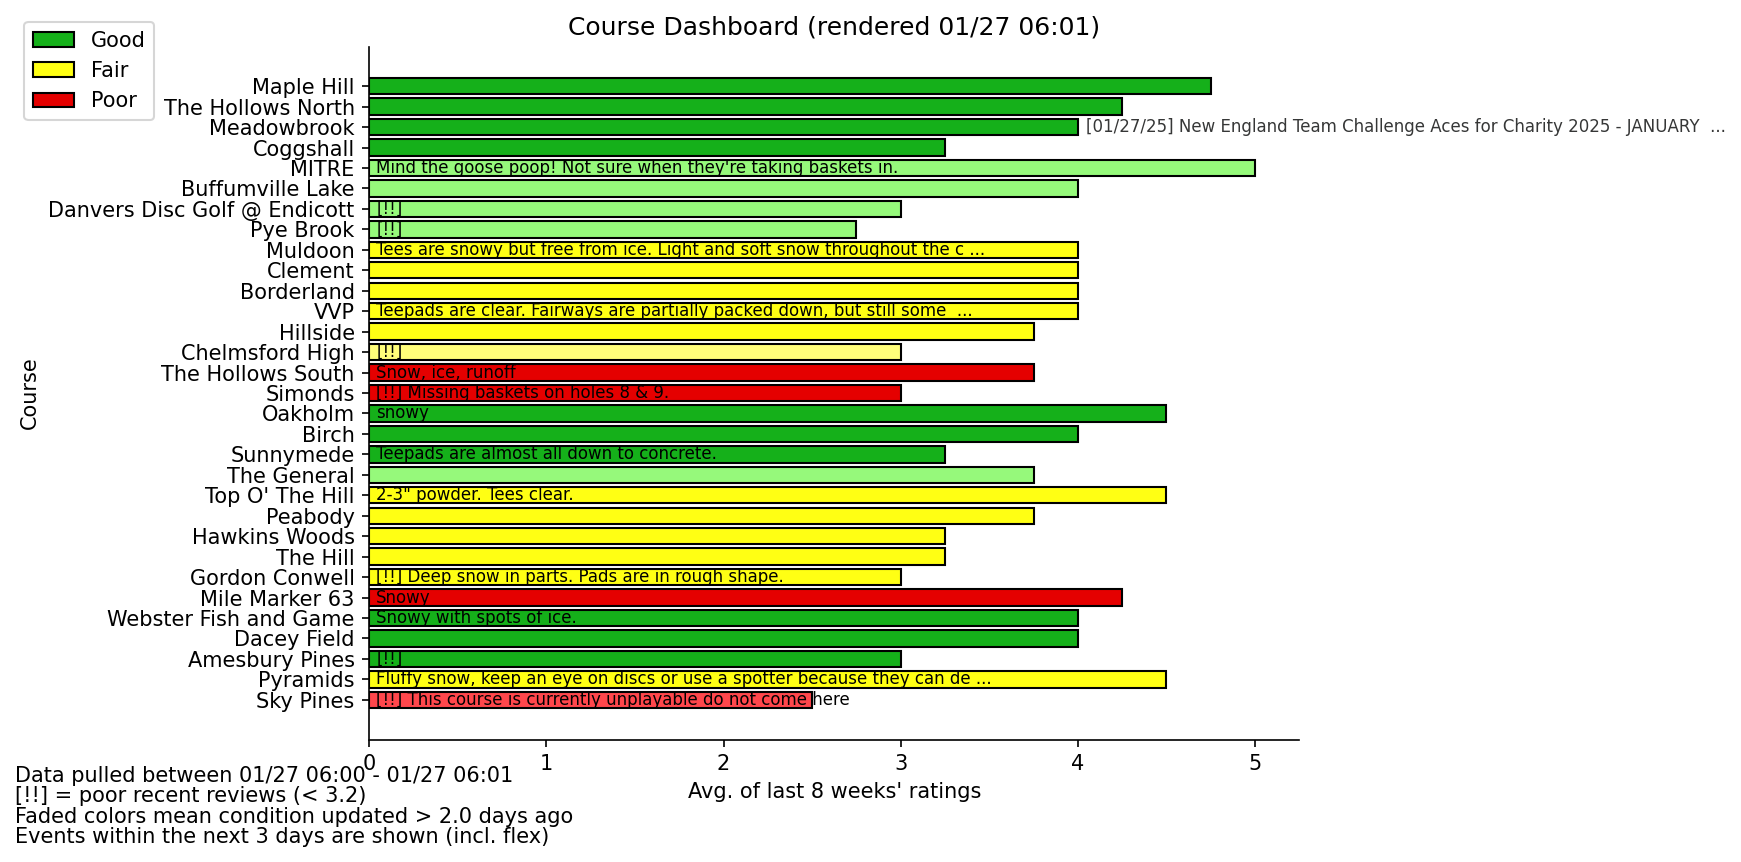 Course Dashboard (rendered 01/27 06:01)
Good
Fair
Poor
Maple Hill
The Hollows North
Meadowbrook [01/27/25] New England Team Challenge Aces for Charity 2025 - JANUARY ...
Coggshall
MITRE Mind the goose poop! Not sure when they're taking baskets in.
Buffumville Lake
Danvers Disc Golf @ Endicott [!!]
Pye Brook [!!]
Muldoon Tees are snowy but free from ice. Light and soft snow throughout the c ...
Clement
Borderland
VVP Teepads are clear. Fairways are partially packed down, but still some ...
Hillside
Chelmsford High [!!]
The Hollows South Snow, ice, runoff
Simonds [!!] Missing baskets on holes 8 & 9.
Oakholm snowy
Birch
Sunnymede Teepads are almost all down to concrete.
The General
Top O' The Hill 2-3" powder. Tees clear.
Peabody
Hawkins Woods
The Hill
Gordon Conwell [!!] Deep snow in parts. Pads are in rough shape.
Mile Marker 63 Snowy
Webster Fish and Game Snowy with spots of ice.
Dacey Field
Amesbury Pines [!!]
Pyramids Fluffy snow, keep an eye on discs or use a spotter because they can de ...
Sky Pines [!!] This course is currently unplayable do not come here
Course
0 1 2 3 4 5
Avg. of last 8 weeks' ratings
Data pulled between 01/27 06:00 - 01/27 06:01
[!!] = poor recent reviews (< 3.2)
Faded colors mean condition updated > 2.0 days ago
Events within the next 3 days are shown (incl. flex)